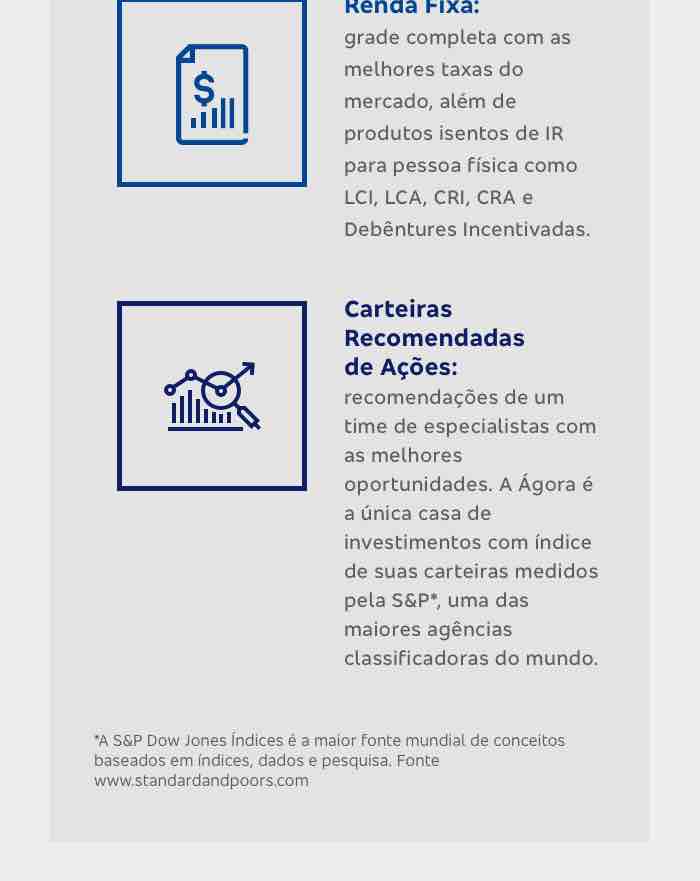 Renda Fixa:
grade completa com as
melhores taxas do
mercado, além de
produtos isentos de IR
para pessoa física como
LCI, LCA, CRI, CRA e
Debêntures Incentivadas.
$
Carteiras
Recomendadas
de Ações:
recomendações de um
time de especialistas com
as melhores
oportunidades. A Ágora é
a única casa de
investimentos com índice
de suas carteiras medidos
pela S&P*, uma das
maiores agências
classificadoras do mundo.
*A S&P Dow Jones Índices é a maior fonte mundial de conceitos
baseados em índices, dados e pesquisa. Fonte
www.standardandpoors.com